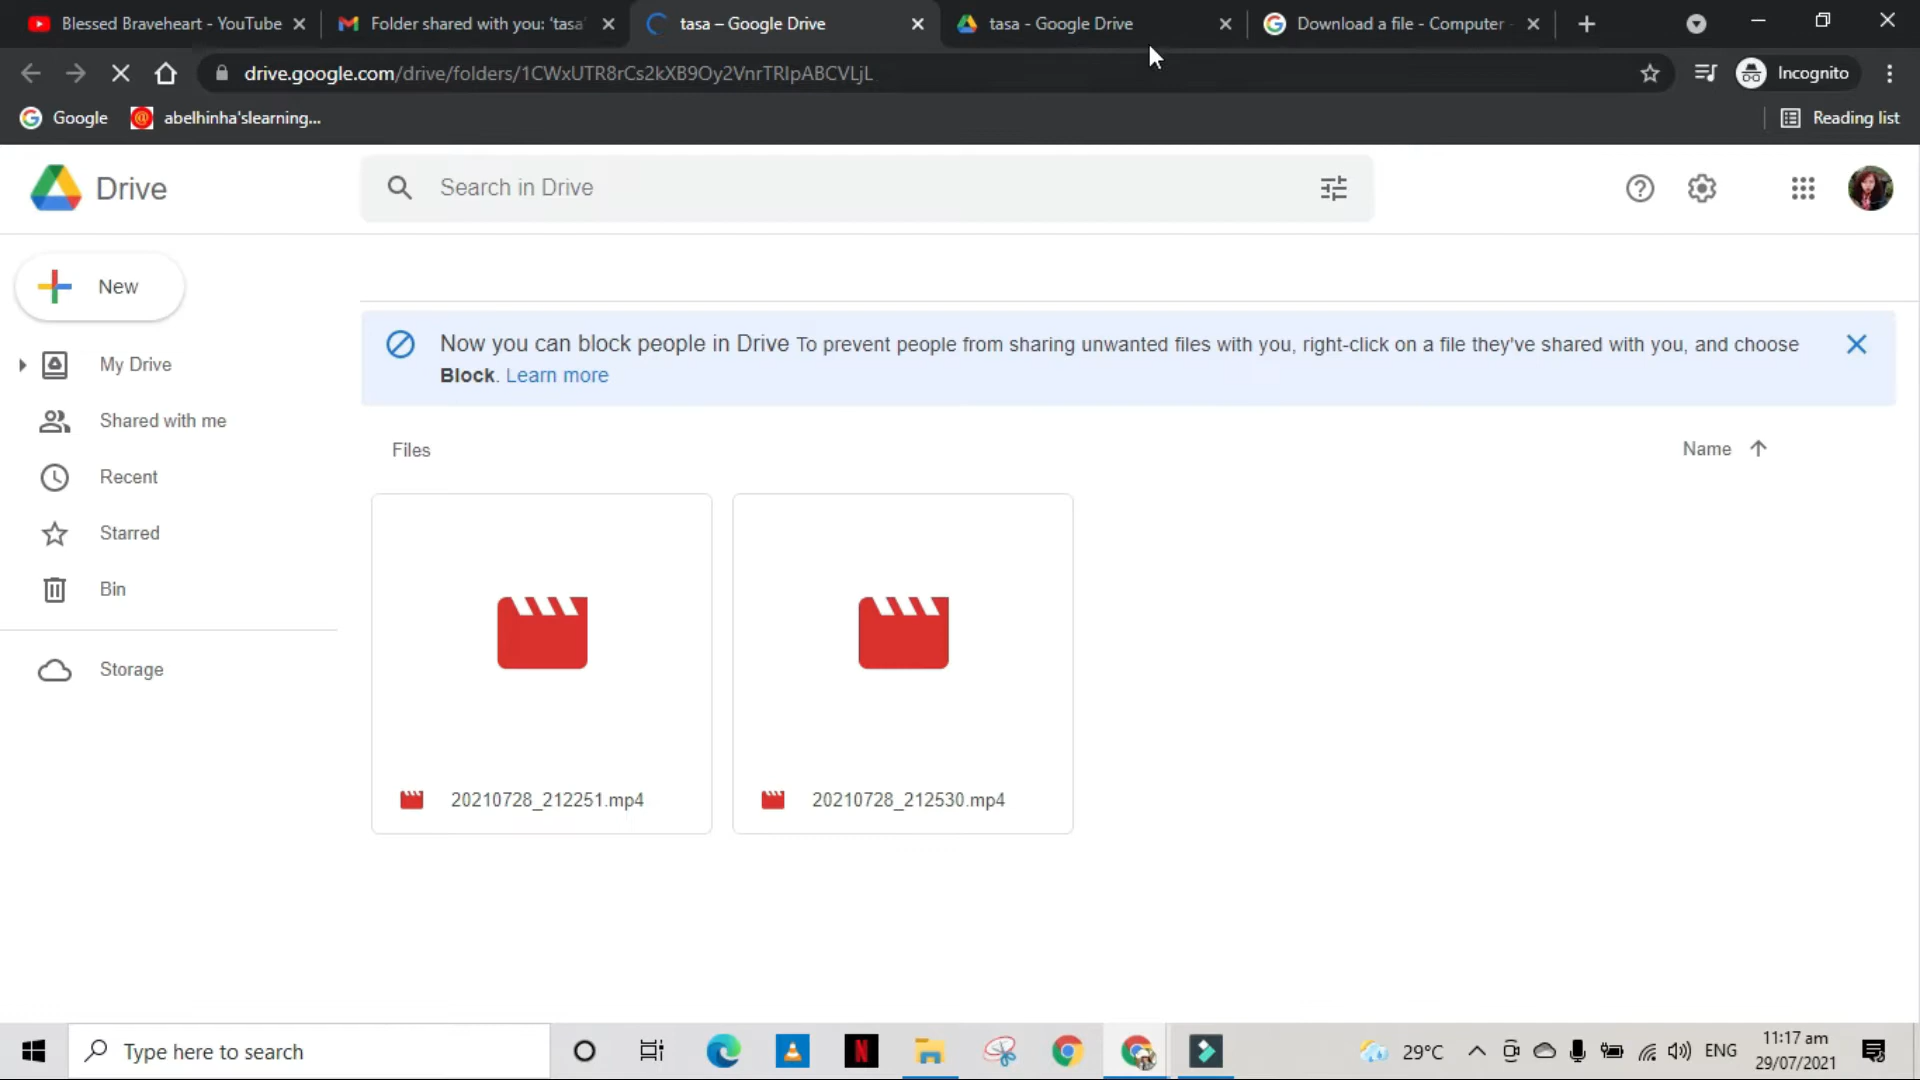 Blessed Braveheart - YouTube
Folder shared with you: 'tasa'
tasa – Google Drive
tasa - Google Drive
Download a file - Computer -
drive.google.com/drive/folders/1CWxUTR8rCs2kXB9Oy2VnrTRIpABCVLjL
Incognito
Google
abelhinha'slearning...
Reading list
Drive
Search in Drive
New
Now you can block people in Drive To prevent people from sharing unwanted files with you, right-click on a file they've shared with you, and choose
Block. Learn more
My Drive
Shared with me
Recent
Starred
Bin
Storage
Files
Name
20210728_212251.mp4
20210728_212530.mp4
Type here to search
29°C
ENG
11:17 am
29/07/2021